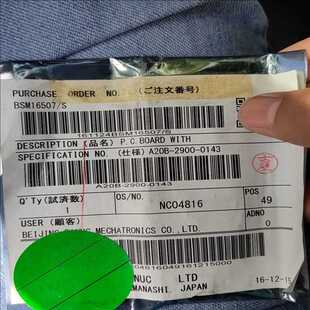 PURCHASE ORDER NO. (ご注文番号)
BSM16507/S
161124BSM16507/S
DESCRIPTION (品名) P.C.BOARD WITH
SPECIFICATION NO. (仕様) A20B-2900-0143
A20B-2900-0143
Q'Ty(試済数) OS/NO. POS
1 NC04816 49
USER (顧客) ADNO
BEIJING MECHATRONICS CO.,LTD. 0
LTD 16-12-15
JAPAN